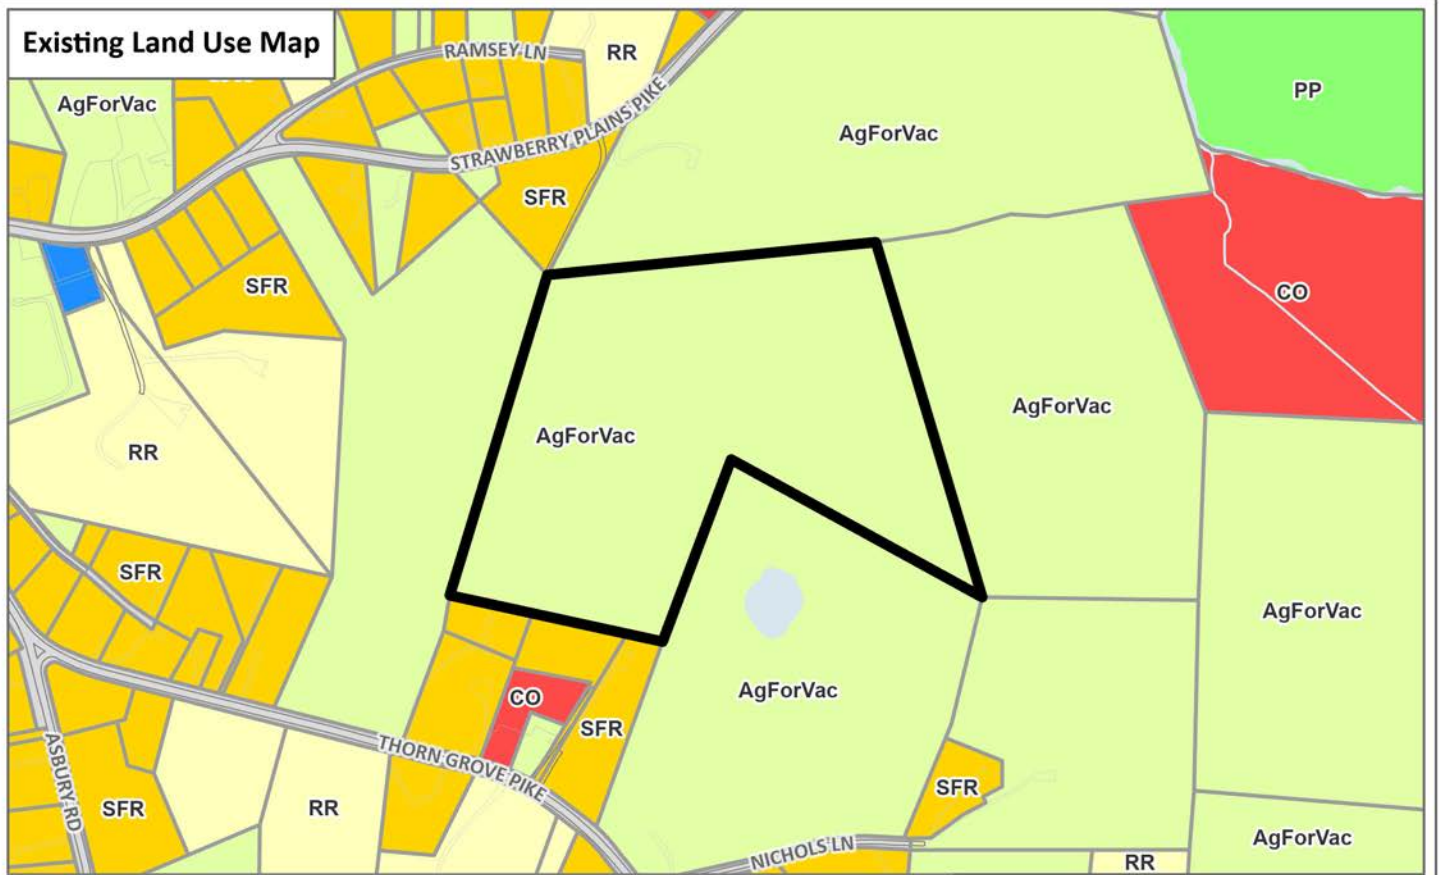 Existing Land Use Map
RAMSEY LN
RR
PP
AgForVac
AgForVac
STRAWBERRY PLAINS PIKE
SFR
SFR
CO
AgForVac
AgForVac
RR
SFR
AgForVac
AgForVac
CO
SFR
THORN GROVE PIKE
ASBURY RD
SFR
RR
SFR
NICHOLS LN
AgForVac
RR